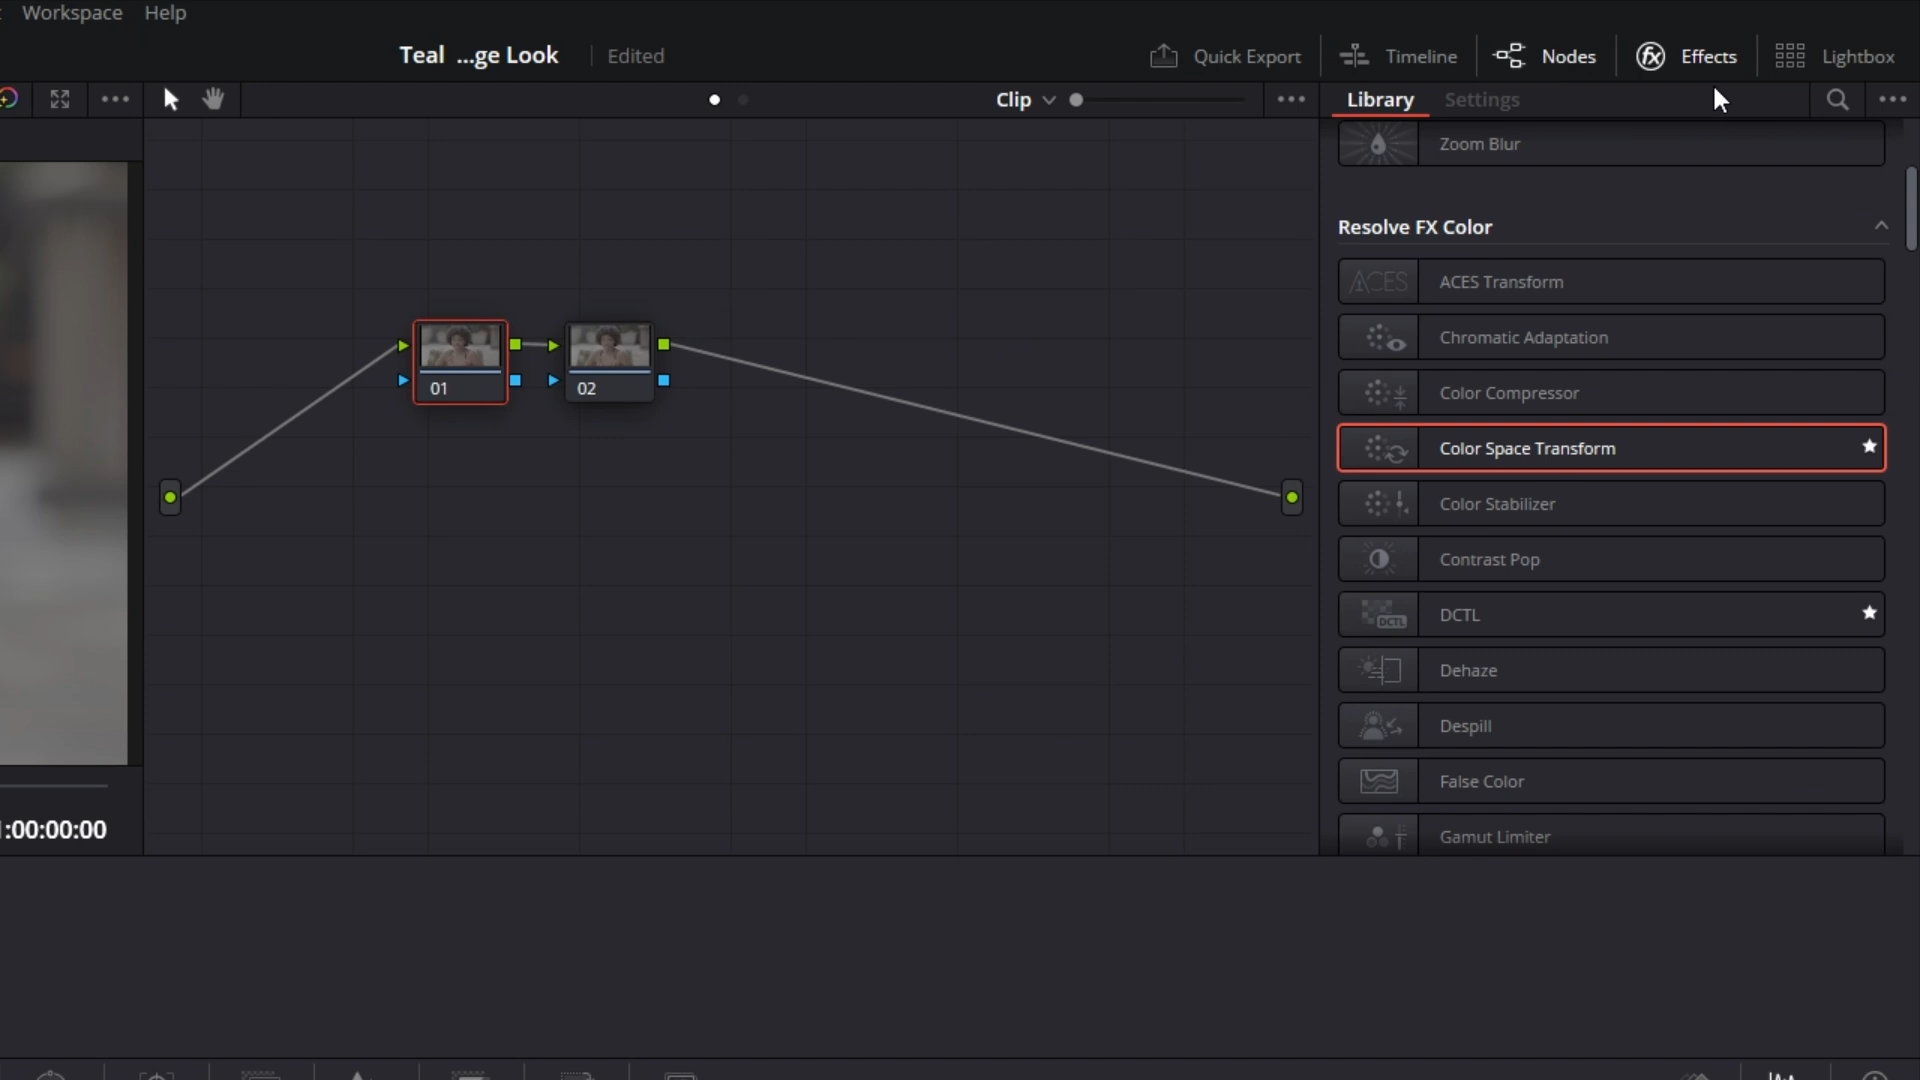 Workspace Help
Teal ...ge Look Edited Quick Export Timeline Nodes Effects Lightbox
Clip Library Settings
Zoom Blur
Resolve FX Color
ACES ACES Transform
Chromatic Adaptation
Color Compressor
Color Space Transform
Color Stabilizer
Contrast Pop
DCTL DCTL
Dehaze
Despill
False Color
Gamut Limiter
01 02
:00:00:00